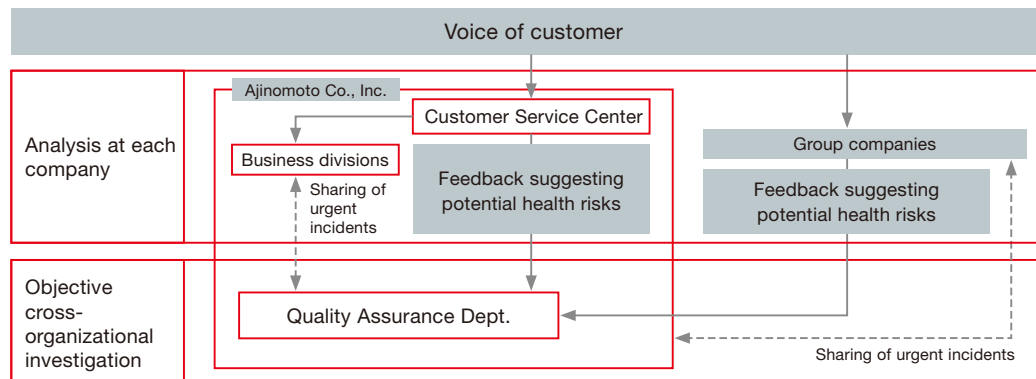 Voice of customer
Analysis at each
company
Ajinomoto Co., Inc.
Customer Service Center
Business divisions
Sharing of
urgent
incidents
Feedback suggesting
potential health risks
Group companies
Feedback suggesting
potential health risks
Objective
cross-
organizational
investigation
Quality Assurance Dept.
Sharing of urgent incidents